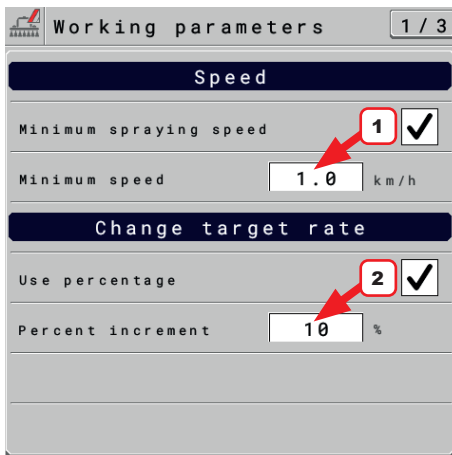 Working parameters 1 / 3
Speed
Minimum spraying speed 1
Minimum speed 1.0 km/h
Change target rate
Use percentage 2
Percent increment 10 %